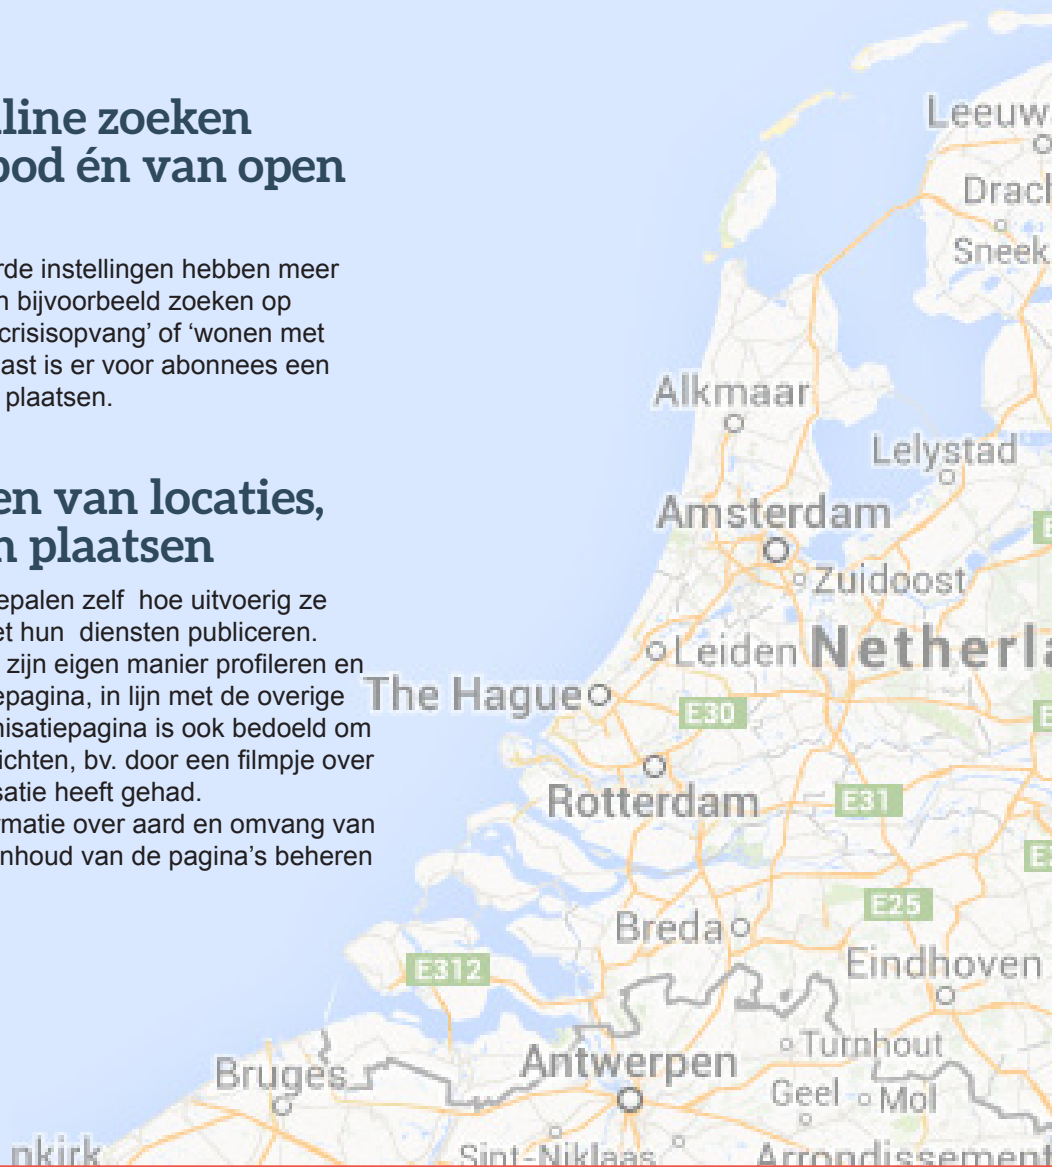 line zoeken
bod én van open
rde instellingen hebben meer
n bijvoorbeeld zoeken op
crisisopvang’ of ‘wonen met
ast is er voor abonnees een
plaatsen.
en van locaties,
n plaatsen
epalen zelf hoe uitvoerig ze
et hun diensten publiceren.
zijn eigen manier profileren en
epagina, in lijn met de overige
nisatiepagina is ook bedoeld om
ichten, bv. door een filmpje over
satie heeft gehad.
rmatie over aard en omvang van
nhoud van de pagina’s beheren
Leeuw
Drach
Sneek
Alkmaar
Lelystad
Amsterdam
Zuidoost
Leiden
Netherla
The Hague
E30
Rotterdam
E31
E25
Breda
E312
Eindhoven
Turnhout
Antwerpen
Bruges
Geel
Mol
nkirk
Sint-Niklaas
Arrondissement